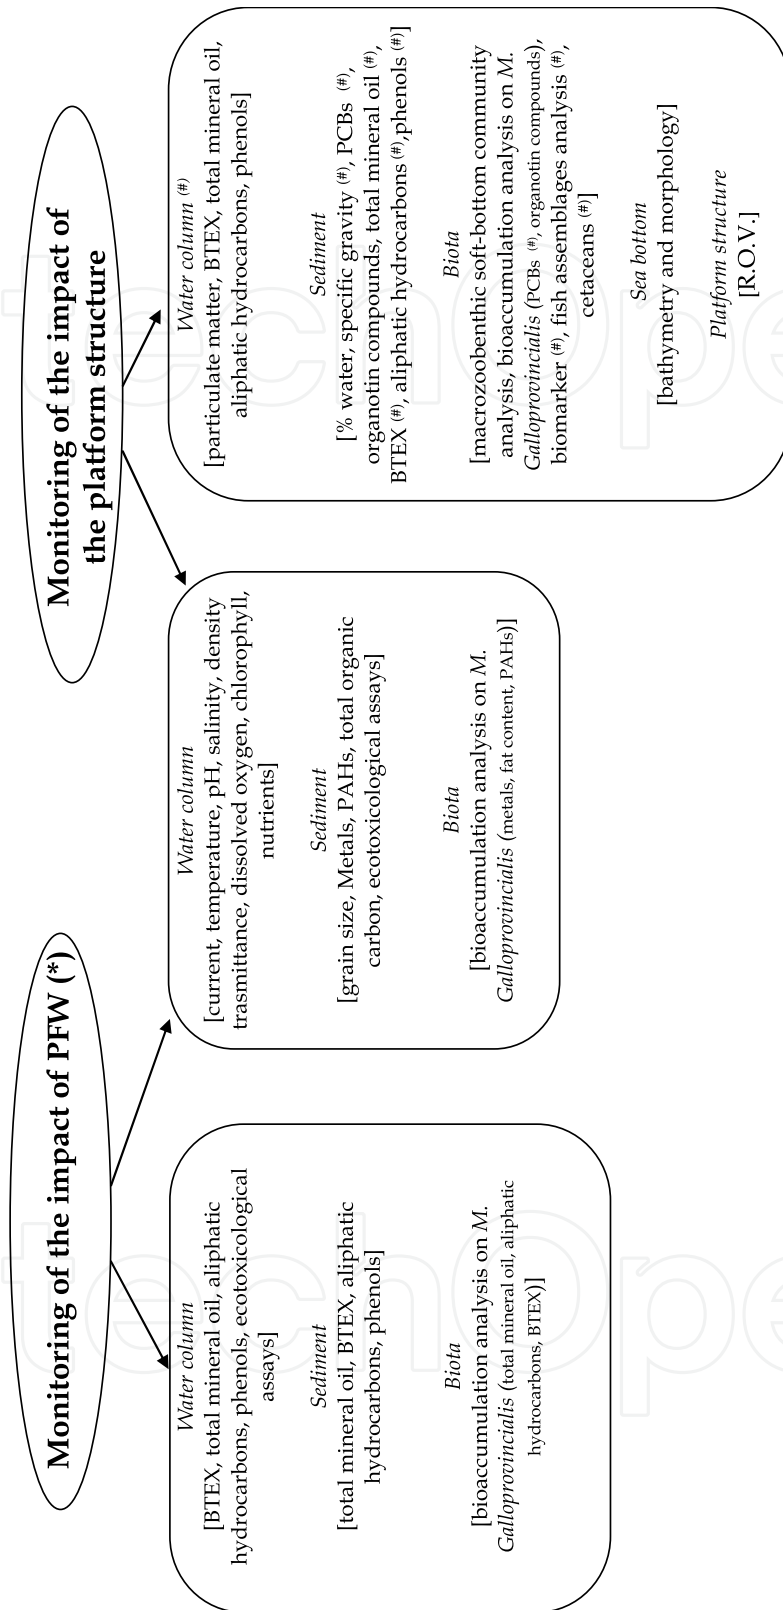 Monitoring of the impact of PFW (*)
Monitoring of the impact of
the platform structure
Water column
[BTEX, total mineral oil, aliphatic
hydrocarbons, phenols, ecotoxicological
assays]
Sediment
[total mineral oil, BTEX, aliphatic
hydrocarbons, phenols]
Biota
[bioaccumulation analysis on M.
Galloprovincialis (total mineral oil, aliphatic
hydrocarbons, BTEX)]
Water column
[current, temperature, pH, salinity, density
trasmittance, dissolved oxygen, chlorophyll,
nutrients]
Sediment
[grain size, Metals, PAHs, total organic
carbon, ecotoxicological assays]
Biota
[bioaccumulation analysis on M.
Galloprovincialis (metals, fat content, PAHs)]
Water column (#)
[particulate matter, BTEX, total mineral oil,
aliphatic hydrocarbons, phenols]
Sediment
[% water, specific gravity (#), PCBs (#),
organotin compounds, total mineral oil (#),
BTEX (#), aliphatic hydrocarbons (#),phenols (#)]
Biota
[macrozoobenthic soft-bottom community
analysis, bioaccumulation analysis on M.
Galloprovincialis (PCBs (#), organotin compounds),
biomarker (#), fish assemblages analysis (#),
cetaceans (#)]
Sea bottom
[bathymetry and morphology]
Platform structure
[R.O.V.]
techOpe
techOpe